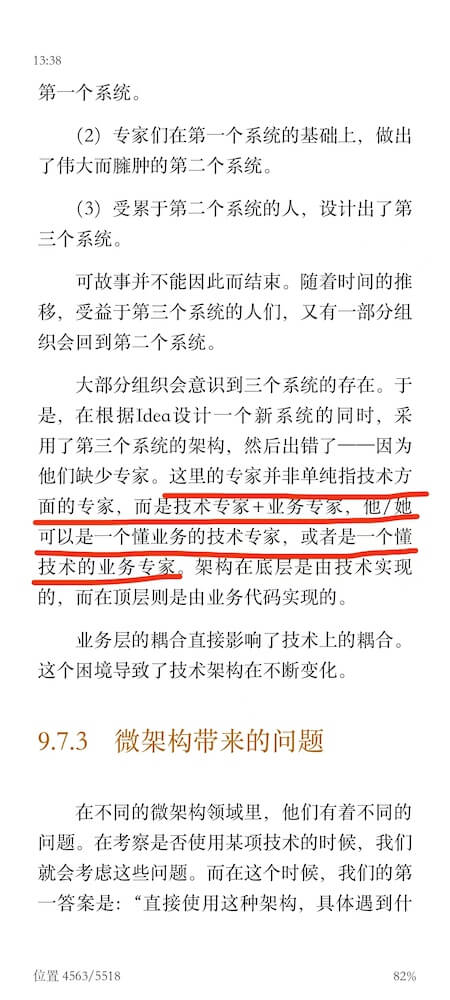 13:38
第一个系统。
（2）专家们在第一个系统的基础上，做出
了伟大而臃肿的第二个系统。
（3）受累于第二个系统的人，设计出了第
三个系统。
可故事并不能因此而结束。随着时间的推
移，受益于第三个系统的人们，又有一部分组
织会回到第二个系统。
大部分组织会意识到三个系统的存在。于
是，在根据Idea设计一个新系统的同时，采
用了第三个系统的架构，然后出错了——因为
他们缺少专家。这里的专家并非单纯指技术方
面的专家，而是技术专家+业务专家，他/她
可以是一个懂业务的技术专家，或者是一个懂
技术的业务专家。架构在底层是由技术实现
的，而在顶层则是由业务代码实现的。
业务层的耦合直接影响了技术上的耦合。
这个困境导致了技术架构在不断变化。
9.7.3 微架构带来的问题
在不同的微架构领域里，他们有着不同的
问题。在考察是否使用某项技术的时候，我们
就会考虑这些问题。而在这个时候，我们的第
一答案是：“直接使用这种架构，具体遇到什
位置 4563/5518
82%